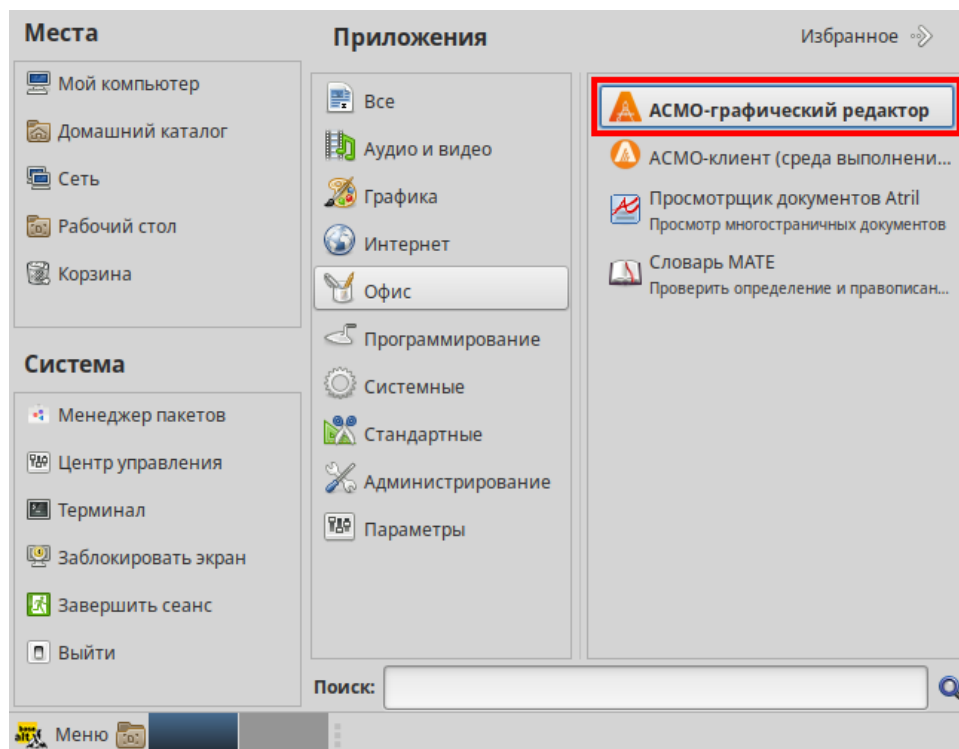 Места
Мой компьютер
Домашний каталог
Сеть
Рабочий стол
Корзина
Система
Менеджер пакетов
Центр управления
Терминал
Заблокировать экран
Завершить сеанс
Выйти
Приложения
Все
Аудио и видео
Графика
Интернет
Офис
Программирование
Системные
Стандартные
Администрирование
Параметры
Избранное
АСМО-графический редактор
АСМО-клиент (среда выполнени...
Просмотрщик документов Atril
Просмотр многостраничных документов
Словарь MATE
Проверить определение и правописан...
Поиск:
base
alt
Меню